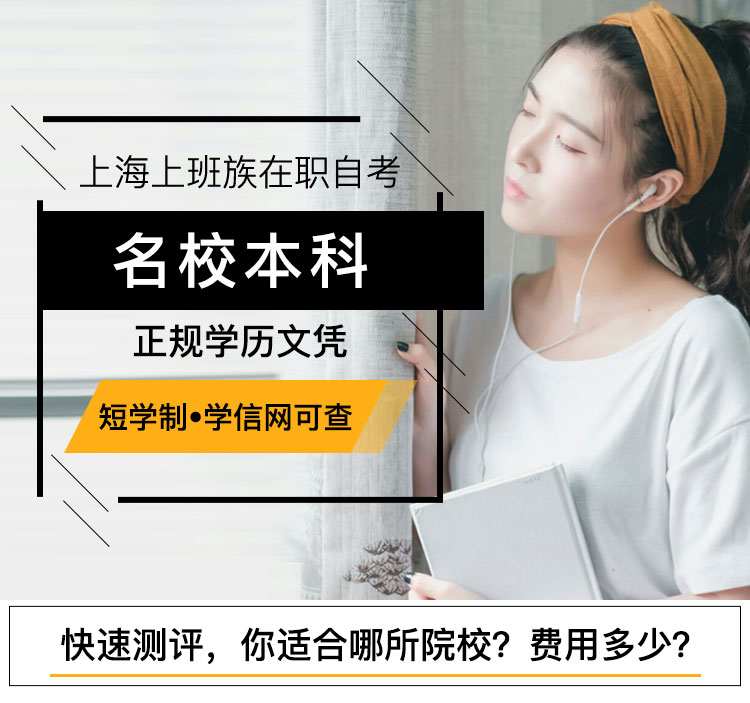 上海上班族在职自考
名校本科
正规学历文凭
短学制•学信网可查
快速测评，你适合哪所院校？费用多少？